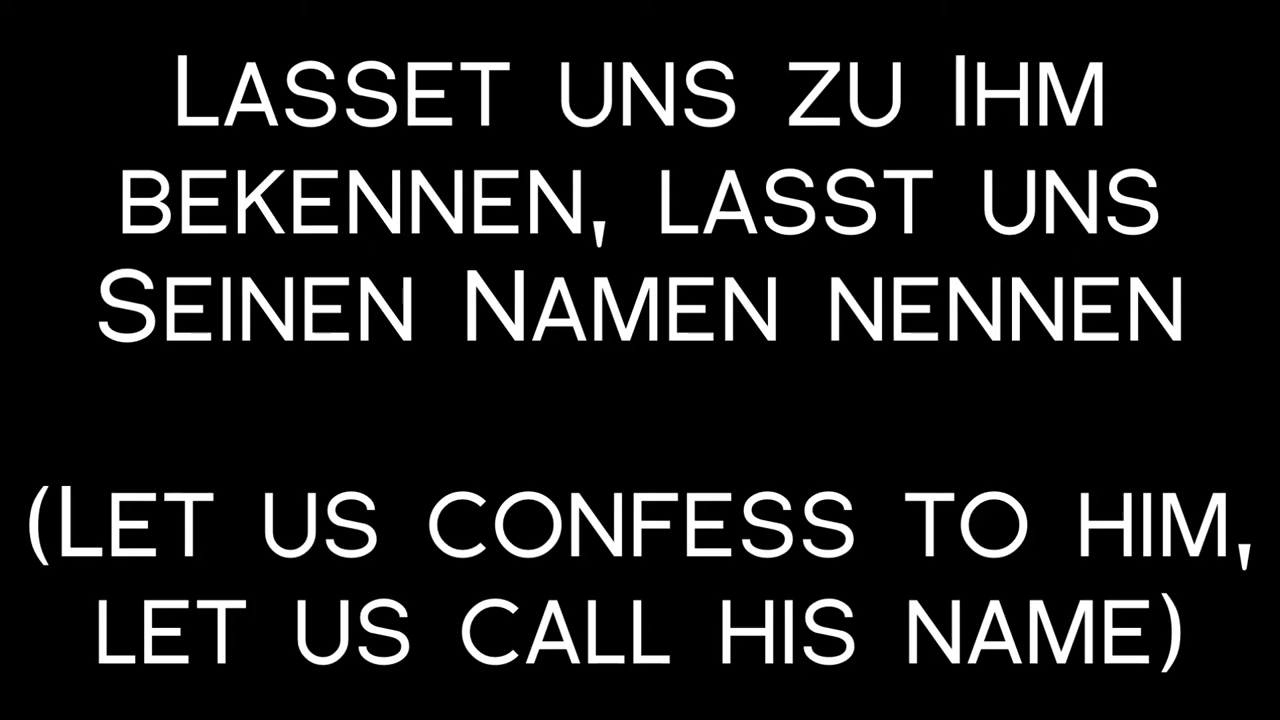 Lasset uns zu Ihm
bekennen, lasst uns
Seinen Namen nennen
(Let us confess to him,
let us call his name)